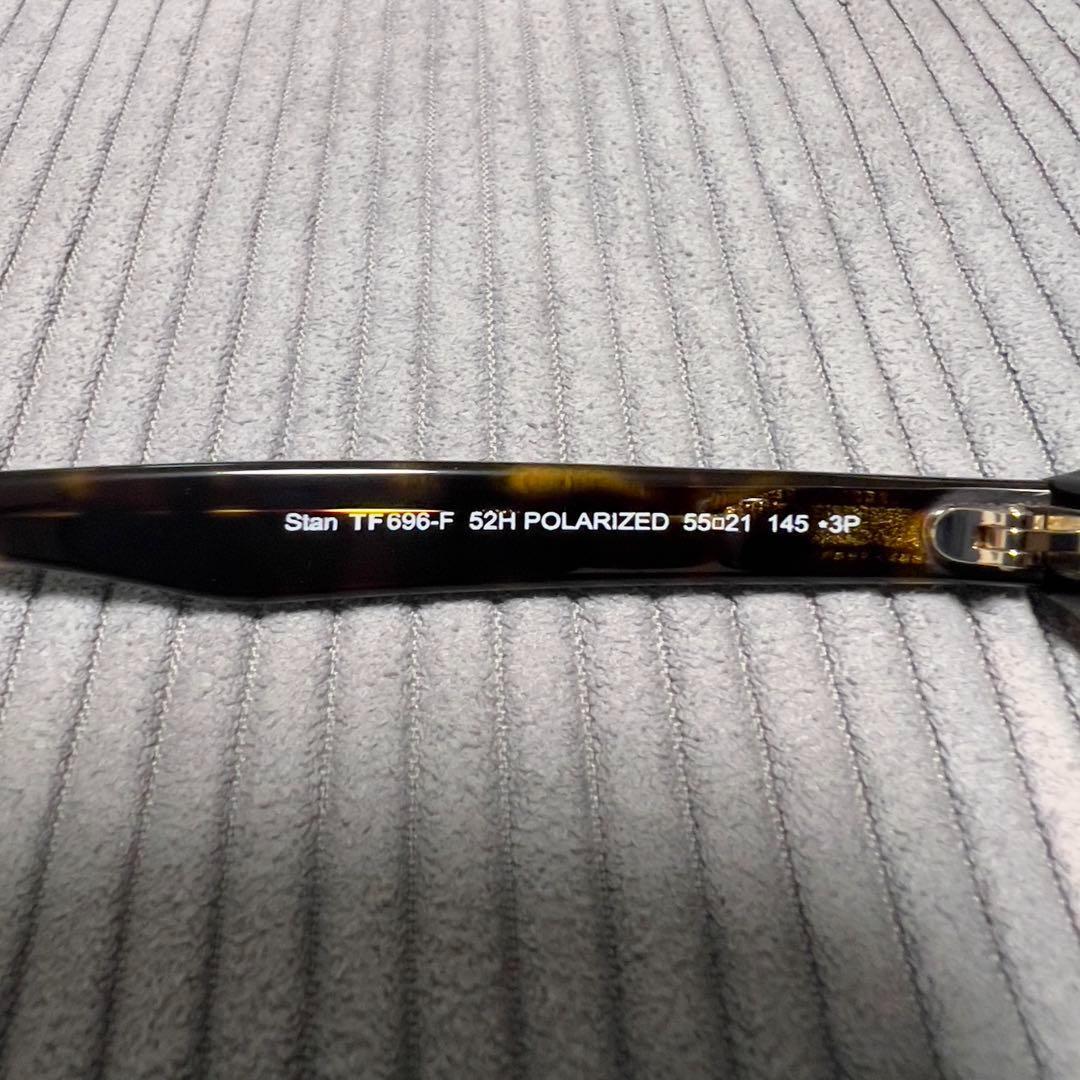 Stan TF696-F 52H POLARIZED 55□21 145 •3P